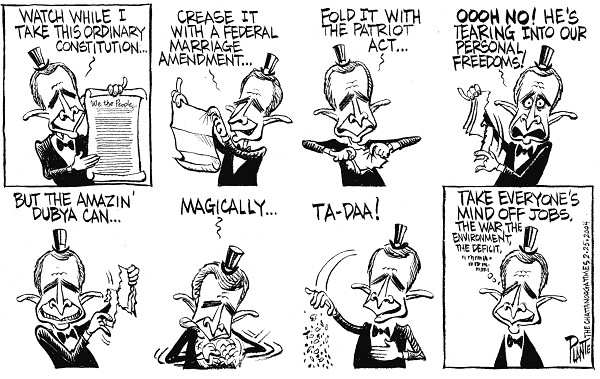 WATCH WHILE I
TAKE THIS ORDINARY
CONSTITUTION...
We the People
CREASE IT
WITH A FEDERAL
MARRIAGE
AMENDMENT...
FOLD IT WITH
THE PATRIOT
ACT...
OOOH NO! HE'S
TEARING INTO OUR
PERSONAL
FREEDOMS!
BUT THE AMAZIN'
DUBYA CAN...
MAGICALLY...
TA-DAA!
TAKE EVERYONE'S
MIND OFF JOBS,
THE WAR, THE
ENVIRONMENT,
THE DEFICIT,
THE CHATTANOOGA TIMES 2·25·2004
PLANTE